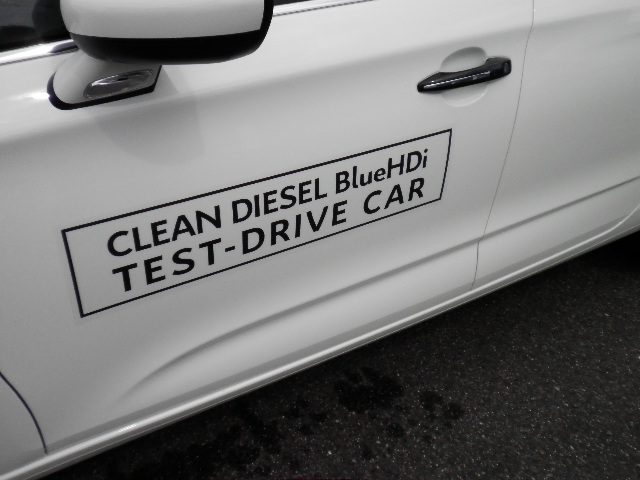 CLEAN DIESEL BlueHDi
TEST-DRIVE CAR